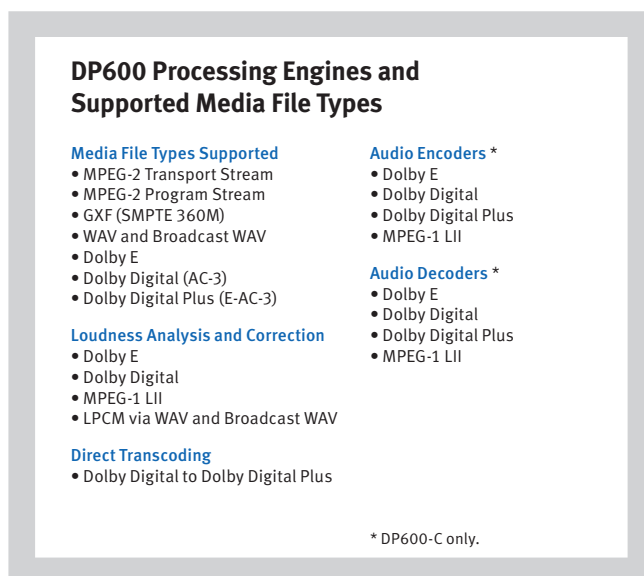 DP600 Processing Engines and
Supported Media File Types
Media File Types Supported
• MPEG-2 Transport Stream
• MPEG-2 Program Stream
• GXF (SMPTE 360M)
• WAV and Broadcast WAV
• Dolby E
• Dolby Digital (AC-3)
• Dolby Digital Plus (E-AC-3)
Loudness Analysis and Correction
• Dolby E
• Dolby Digital
• MPEG-1 LII
• LPCM via WAV and Broadcast WAV
Direct Transcoding
• Dolby Digital to Dolby Digital Plus
Audio Encoders *
• Dolby E
• Dolby Digital
• Dolby Digital Plus
• MPEG-1 LII
Audio Decoders *
• Dolby E
• Dolby Digital
• Dolby Digital Plus
• MPEG-1 LII
* DP600-C only.